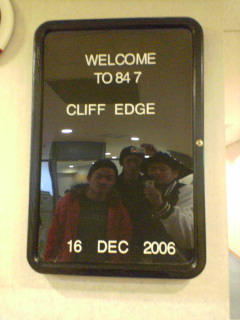 WELCOME
TO 84 7
CLIFF EDGE
16 DEC 2006